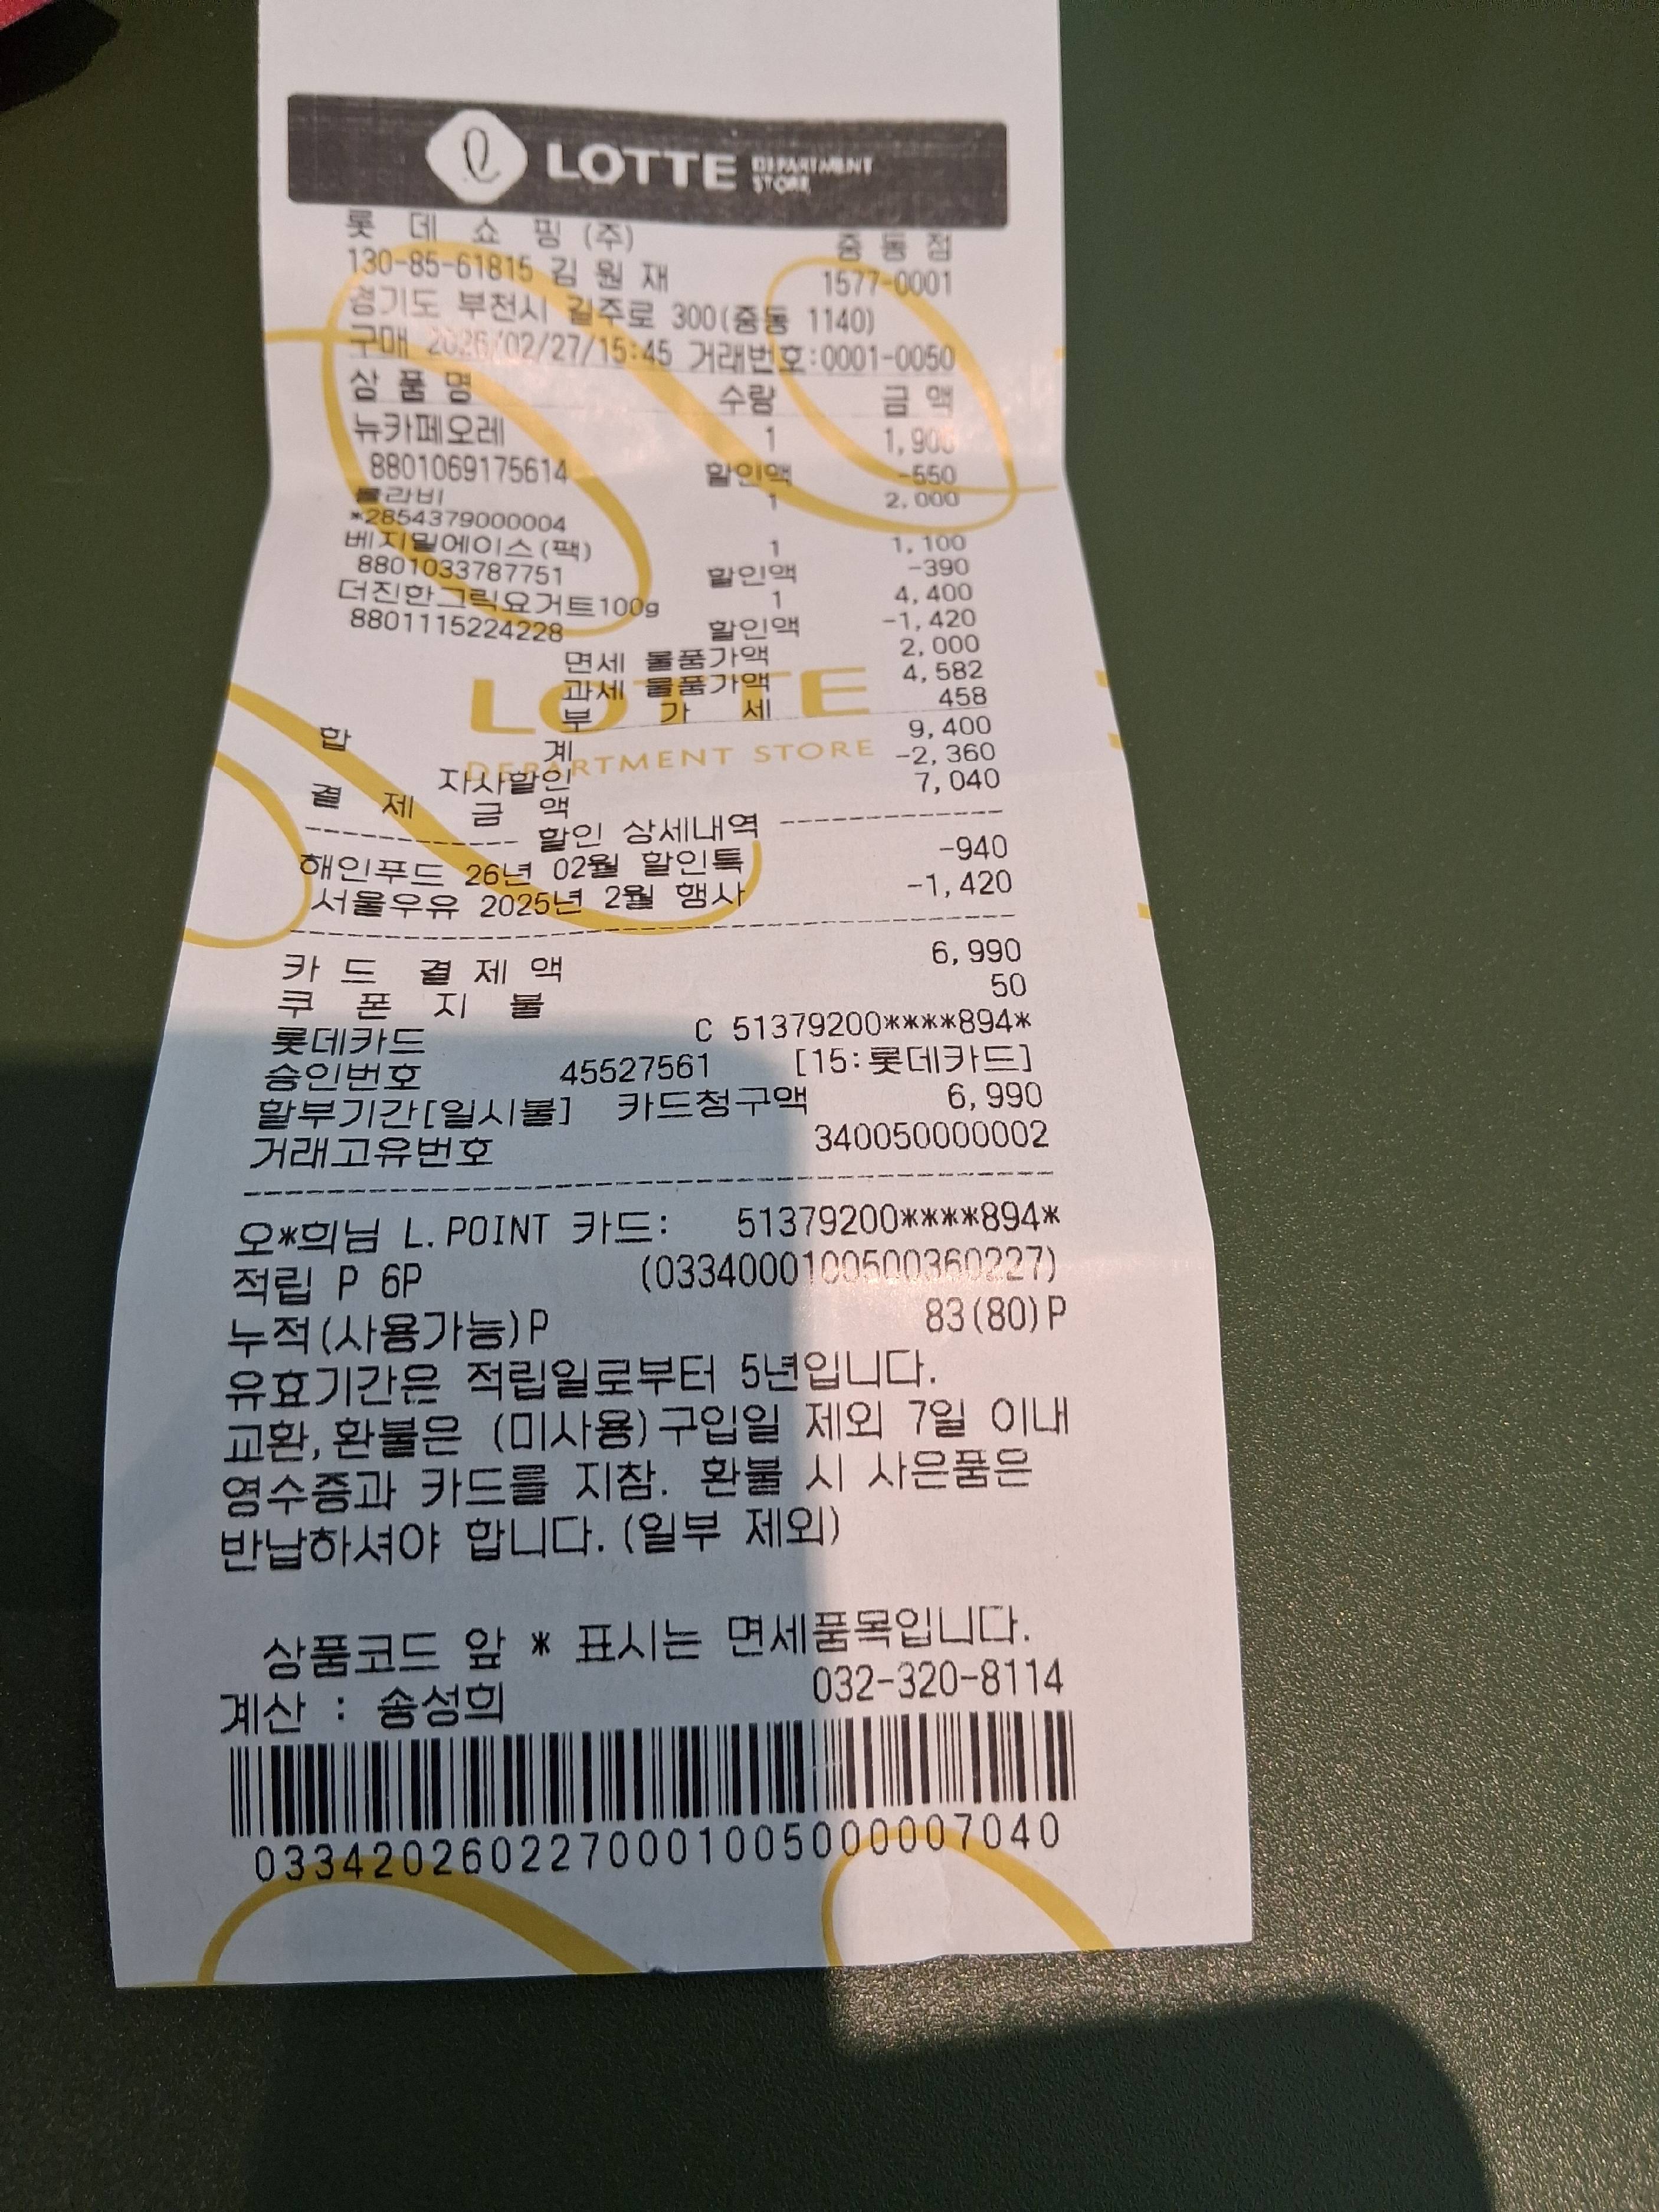 LOTTE DEPARTMENT STORE
롯 데 쇼 핑 (주) 중 동 점
130-85-61815 김 원 재 1577-0001
경기도 부천시 길주로 300(중동 1140)
구매 2026/02/27/15:45 거래번호:0001-0050
상 품 명 수량 금 액
뉴카페오레 1 1,900
8801069175614 할인액 -550
콜라비 1 2,000
*2854379000004
베지밀에이스(팩) 1 1,100
8801033787751 할인액 -390
더진한그릭요거트100g 1 4,400
8801115224228 할인액 -1,420
면세 물품가액 2,000
과세 물품가액 4,582
부 가 세 458
합 계 9,400
자사할인 -2,360
결 제 금 액 7,040
LOTTE
DEPARTMENT STORE
------------ 할인 상세내역 ------------
해인푸드 26년 02월 할인특 -940
서울우유 2025년 2월 행사 -1,420
카 드 결 제 액 6,990
쿠 폰 지 불 50
롯데카드 C 51379200****894*
승인번호 45527561 [15:롯데카드]
할부기간[일시불] 카드청구액 6,990
거래고유번호 340050000002
오*희님 L.POINT 카드: 51379200****894*
적립 P 6P (0334000100500360227)
누적(사용가능)P 83(80)P
유효기간은 적립일로부터 5년입니다.
교환,환불은 (미사용)구입일 제외 7일 이내
영수증과 카드를 지참. 환불 시 사은품은
반납하셔야 합니다.(일부 제외)
상품코드 앞 * 표시는 면세품목입니다.
계산 : 송성희 032-320-8114
0334202602270001005000007040